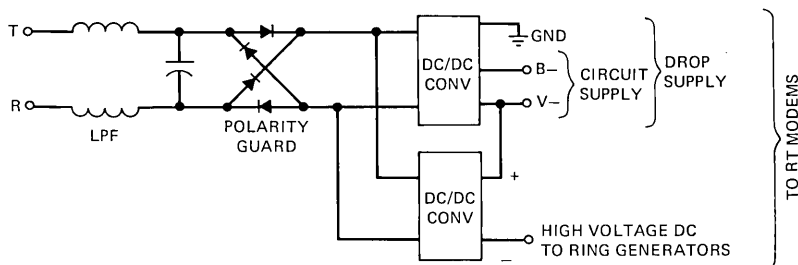 T
R
LPF
POLARITY
GUARD
DC/DC
CONV
GND
B−
V−
CIRCUIT
SUPPLY
DROP
SUPPLY
DC/DC
CONV
+
−
HIGH VOLTAGE DC
TO RING GENERATORS
TO RT MODEMS